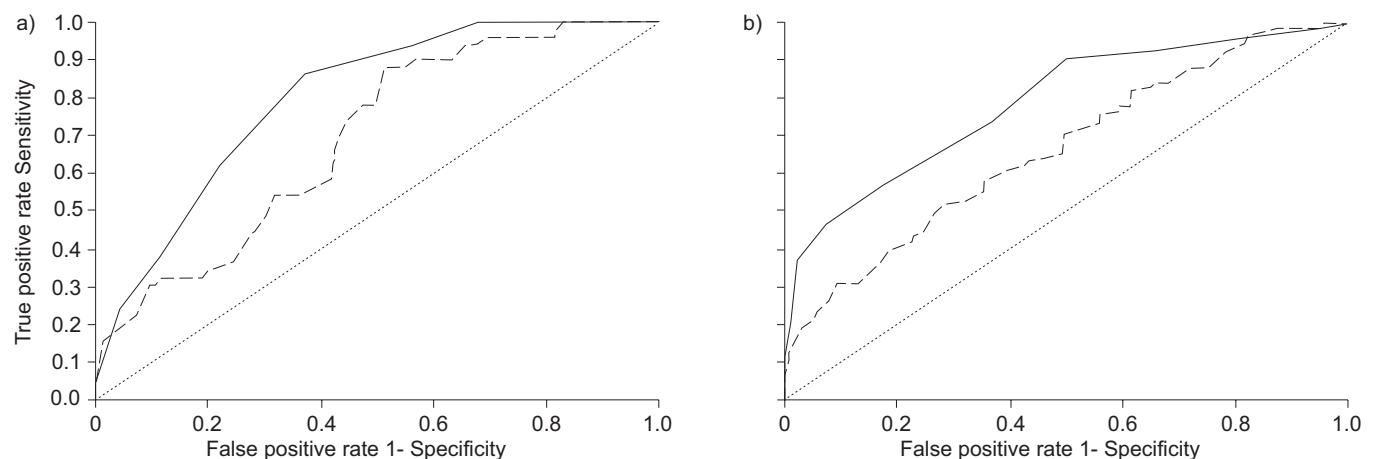 a)
True positive rate Sensitivity
1.0
0.9
0.8
0.7
0.6
0.5
0.4
0.3
0.2
0.1
0.0
0 0.2 0.4 0.6 0.8 1.0
False positive rate 1- Specificity
b)
0 0.2 0.4 0.6 0.8 1.0
False positive rate 1- Specificity